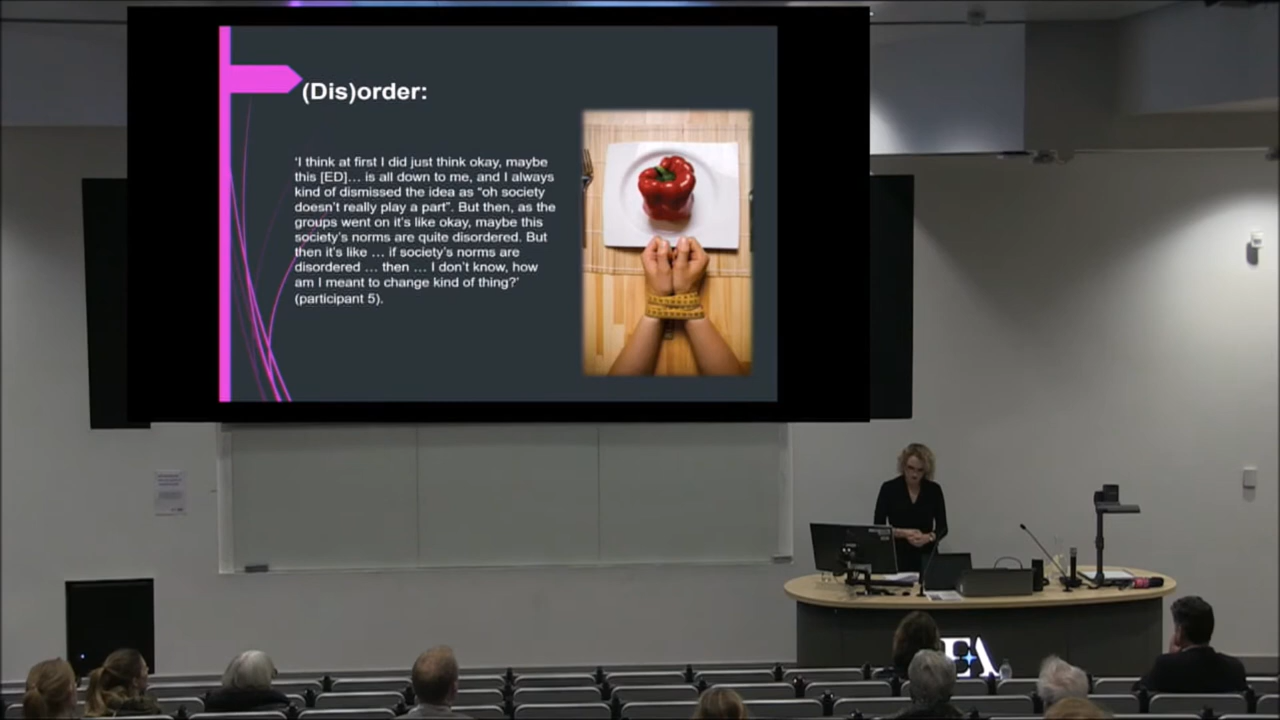 (Dis)order:
‘I think at first I did just think okay, maybe
this [ED]… is all down to me, and I always
kind of dismissed the idea as “oh society
doesn’t really play a part”. But then, as the
groups went on it’s like okay, maybe this
society’s norms are quite disordered. But
then it’s like … if society’s norms are
disordered … then … I don’t know, how
am I meant to change kind of thing?’
(participant 5).